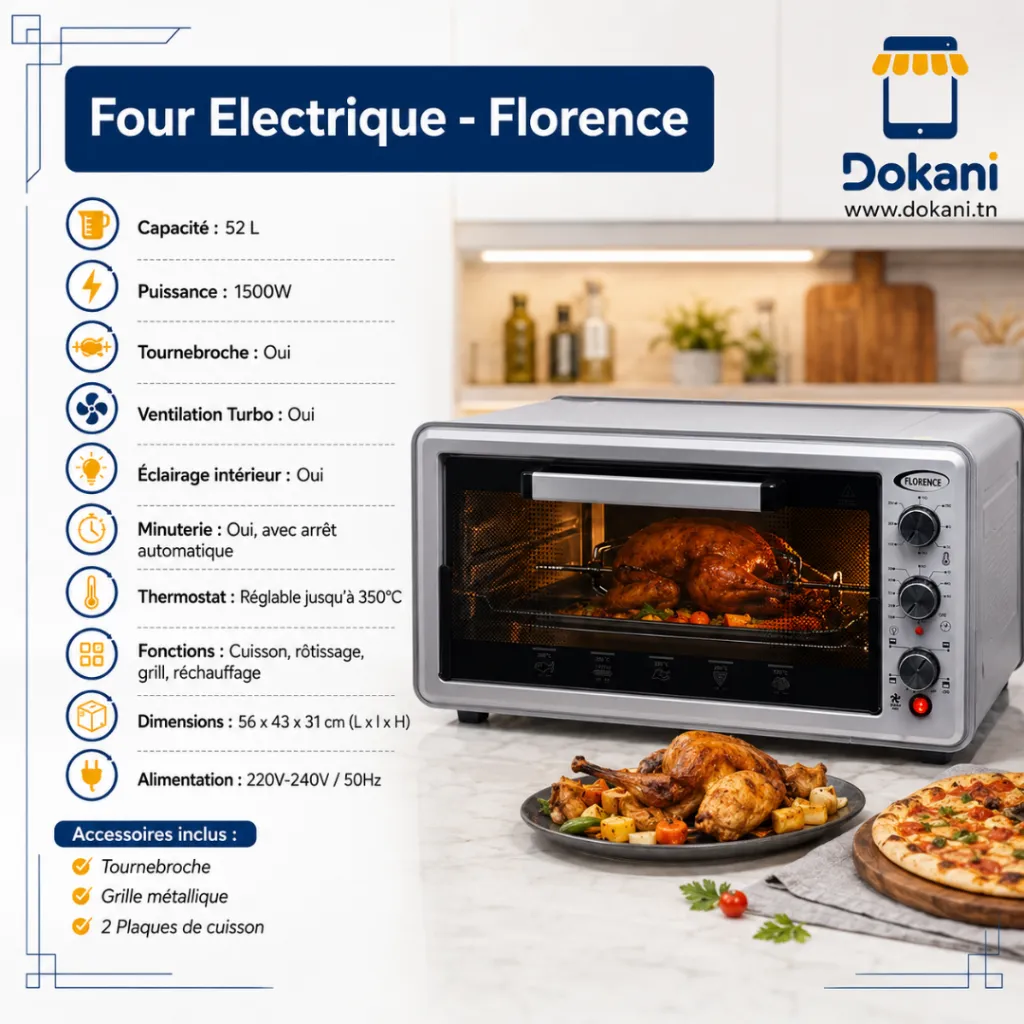 Four Electrique - Florence
Dokani
www.dokani.tn
Capacité : 52 L
Puissance : 1500W
Tournebroche : Oui
Ventilation Turbo : Oui
Éclairage intérieur : Oui
Minuterie : Oui, avec arrêt
automatique
Thermostat : Réglable jusqu'à 350°C
Fonctions : Cuisson, rôtissage,
grill, réchauffage
Dimensions : 56 x 43 x 31 cm (L x l x H)
Alimentation : 220V-240V / 50Hz
Accessoires inclus :
Tournebroche
Grille métallique
2 Plaques de cuisson
FLORENCE